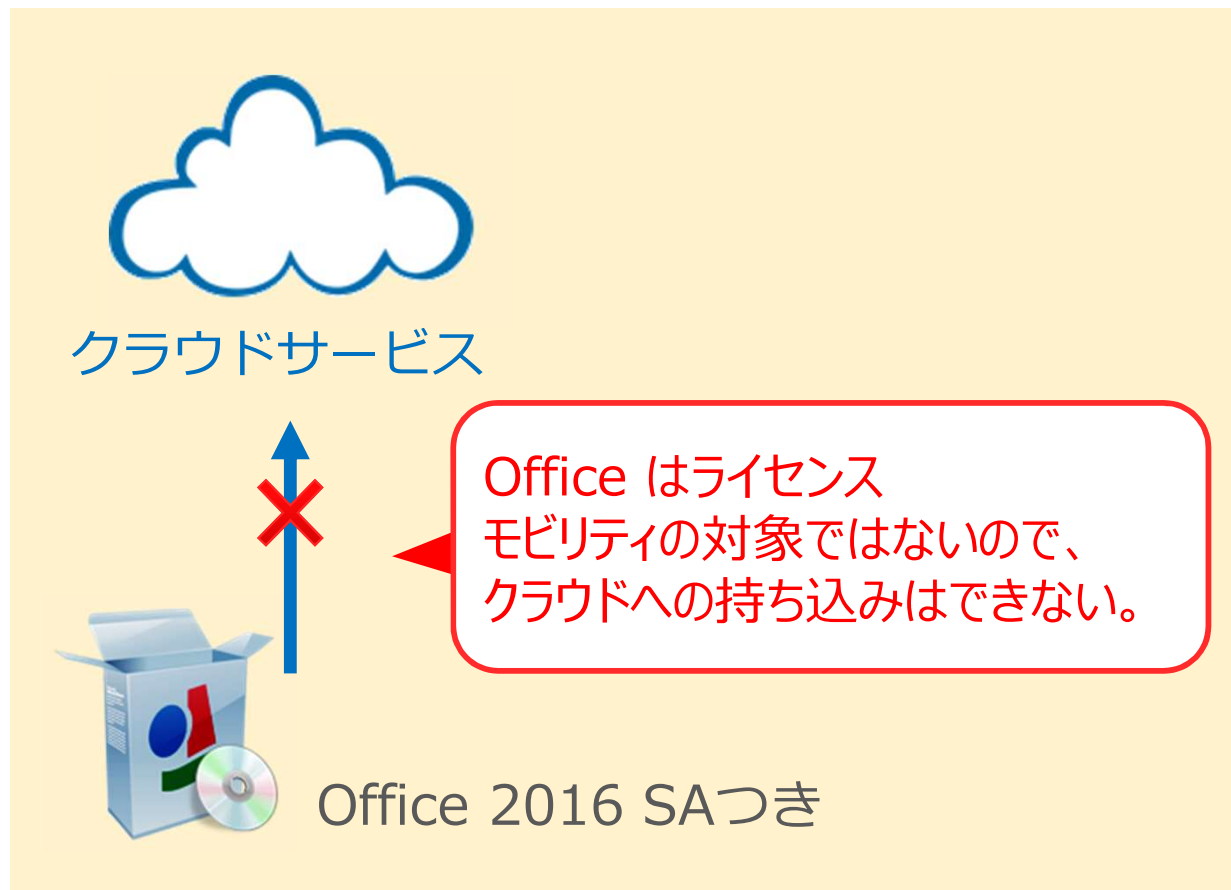 クラウドサービス
Office はライセンス
モビリティの対象ではないので、
クラウドへの持ち込みはできない。
Office 2016 SAつき